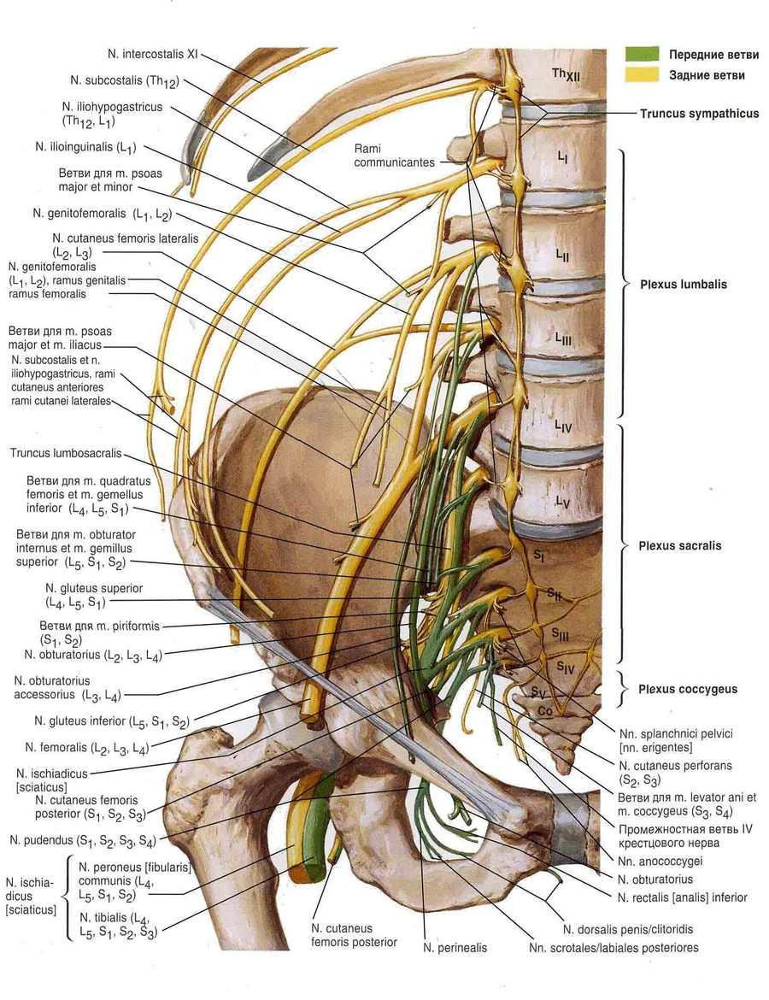 N. intercostalis XI
N. subcostalis (Th12)
N. iliohypogastricus
(Th12, L1)
N. ilioinguinalis (L1)
Ветви для m. psoas
major et minor
N. genitofemoralis (L1, L2)
N. cutaneus femoris lateralis
(L2, L3)
N. genitofemoralis
(L1, L2), ramus genitalis
ramus femoralis
Ветви для m. psoas
major et m. iliacus
N. subcostalis et n.
iliohypogastricus, rami
cutaneus anteriores
rami cutanei laterales
Truncus lumbosacralis
Ветви для m. quadratus
femoris et m. gemellus
inferior (L4, L5, S1)
Ветви для m. obturator
internus et m. gemillus
superior (L5, S1, S2)
N. gluteus superior
(L4, L5, S1)
Ветви для m. piriformis
(S1, S2)
N. obturatorius (L2, L3, L4)
N. obturatorius
accessorius (L3, L4)
N. gluteus inferior (L5, S1, S2)
N. femoralis (L2, L3, L4)
N. ischiadicus
[sciaticus]
N. cutaneus femoris
posterior (S1, S2, S3)
N. pudendus (S1, S2, S3, S4)
N. ischia-
dicus
[sciaticus]
N. peroneus [fibularis]
communis (L4,
L5, S1, S2)
N. tibialis (L4,
L5, S1, S2, S3)
Rami
communicantes
ThXII
LI
LII
LIII
LIV
LV
SI
SII
SIII
SIV
SV
Co
Передние ветви
Задние ветви
Truncus sympathicus
Plexus lumbalis
Plexus sacralis
Plexus coccygeus
Nn. splanchnici pelvici
[nn. erigentes]
N. cutaneus perforans
(S2, S3)
Ветви для m. levator ani et
m. coccygeus (S3, S4)
Промежностная ветвь IV
крестцового нерва
Nn. anococcygei
N. obturatorius
N. rectalis [analis] inferior
N. dorsalis penis/clitoridis
Nn. scrotales/labiales posteriores
N. perinealis
N. cutaneus
femoris posterior